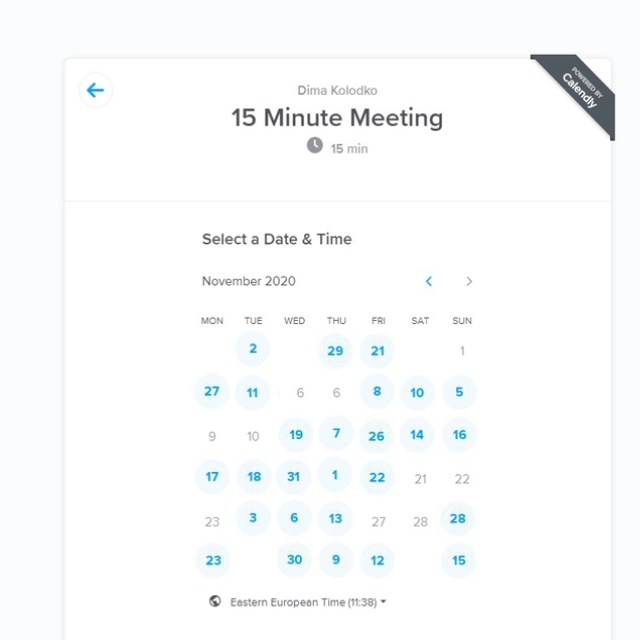 POWERED BY
Calendly
Dima Kolodko
15 Minute Meeting
15 min
Select a Date & Time
November 2020
MON TUE WED THU FRI SAT SUN
2 29 21 1
27 11 6 6 8 10 5
9 10 19 7 26 14 16
17 18 31 1 22 21 22
23 3 6 13 27 28 28
23 30 9 12 15
Eastern European Time (11:38)